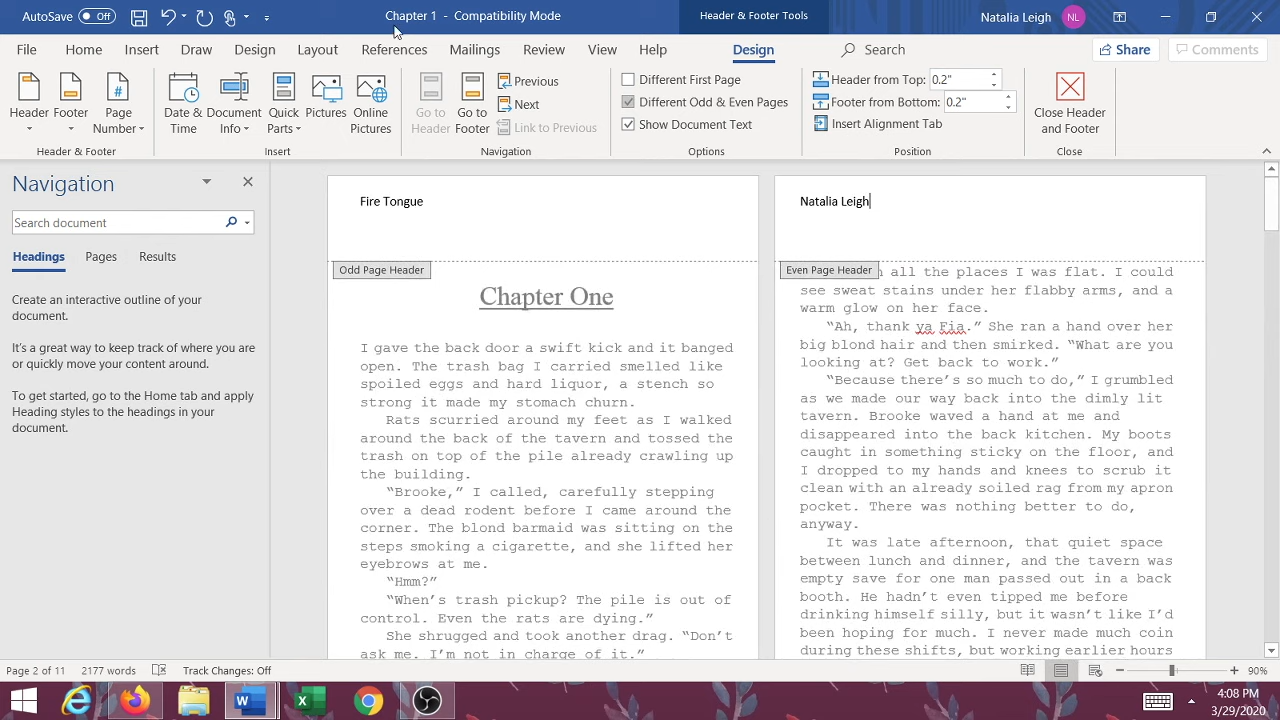 AutoSave Off
Chapter 1 - Compatibility Mode
Header & Footer Tools
Natalia Leigh NL
File Home Insert Draw Design Layout References Mailings Review View Help Design Search Share Comments
Header
Footer
Page Number
Header & Footer
Date & Time
Document Info
Quick Parts
Pictures
Online Pictures
Insert
Go to Header
Go to Footer
Previous
Next
Link to Previous
Navigation
Different First Page
Different Odd & Even Pages
Show Document Text
Options
Header from Top: 0.2"
Footer from Bottom: 0.2"
Insert Alignment Tab
Position
Close Header and Footer
Close
Navigation
Search document
Headings Pages Results
Create an interactive outline of your
document.
It's a great way to keep track of where you are
or quickly move your content around.
To get started, go to the Home tab and apply
Heading styles to the headings in your
document.
Fire Tongue
Odd Page Header
Chapter One
I gave the back door a swift kick and it banged
open. The trash bag I carried smelled like
spoiled eggs and hard liquor, a stench so
strong it made my stomach churn.
Rats scurried around my feet as I walked
around the back of the tavern and tossed the
trash on top of the pile already crawling up
the building.
“Brooke,” I called, carefully stepping
over a dead rodent before I came around the
corner. The blond barmaid was sitting on the
steps smoking a cigarette, and she lifted her
eyebrows at me.
“Hmm?”
“When’s trash pickup? The pile is out of
control. Even the rats are dying.”
She shrugged and took another drag. “Don’t
ask me. I’m not in charge of it.”
Natalia Leigh
Even Page Header
all the places I was flat. I could
see sweat stains under her flabby arms, and a
warm glow on her face.
“Ah, thank ya Fia.” She ran a hand over her
big blond hair and then smirked. “What are you
looking at? Get back to work.”
“Because there’s so much to do,” I grumbled
as we made our way back into the dimly lit
tavern. Brooke waved a hand at me and
disappeared into the back kitchen. My boots
caught in something sticky on the floor, and
I dropped to my hands and knees to scrub it
clean with an already soiled rag from my apron
pocket. There was nothing better to do,
anyway.
It was late afternoon, that quiet space
between lunch and dinner, and the tavern was
empty save for one man passed out in a back
booth. He hadn’t even tipped me before
drinking himself silly, but it wasn’t like I’d
been hoping for much. I never made much coin
during these shifts, but working earlier hours
Page 2 of 11 2177 words Track Changes: Off 90%
4:08 PM
3/29/2020